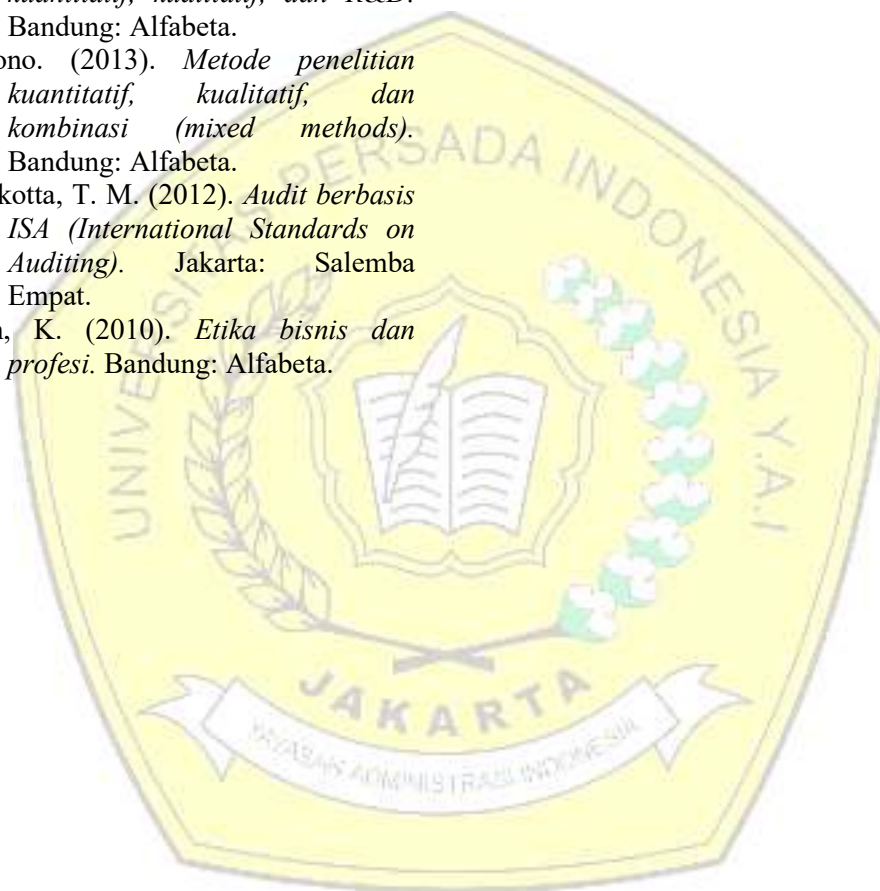 kuantitatif, kualitatif, dan R&D.
Bandung: Alfabeta.
ono. (2013). Metode penelitian
kuantitatif, kualitatif, dan
kombinasi (mixed methods).
Bandung: Alfabeta.
kotta, T. M. (2012). Audit berbasis
ISA (International Standards on
Auditing). Jakarta: Salemba
Empat.
, K. (2010). Etika bisnis dan
profesi. Bandung: Alfabeta.
UNIVERSITAS PERSADA INDONESIA Y.A.I
JAKARTA
YAYASAN ADMINISTRASI INDONESIA